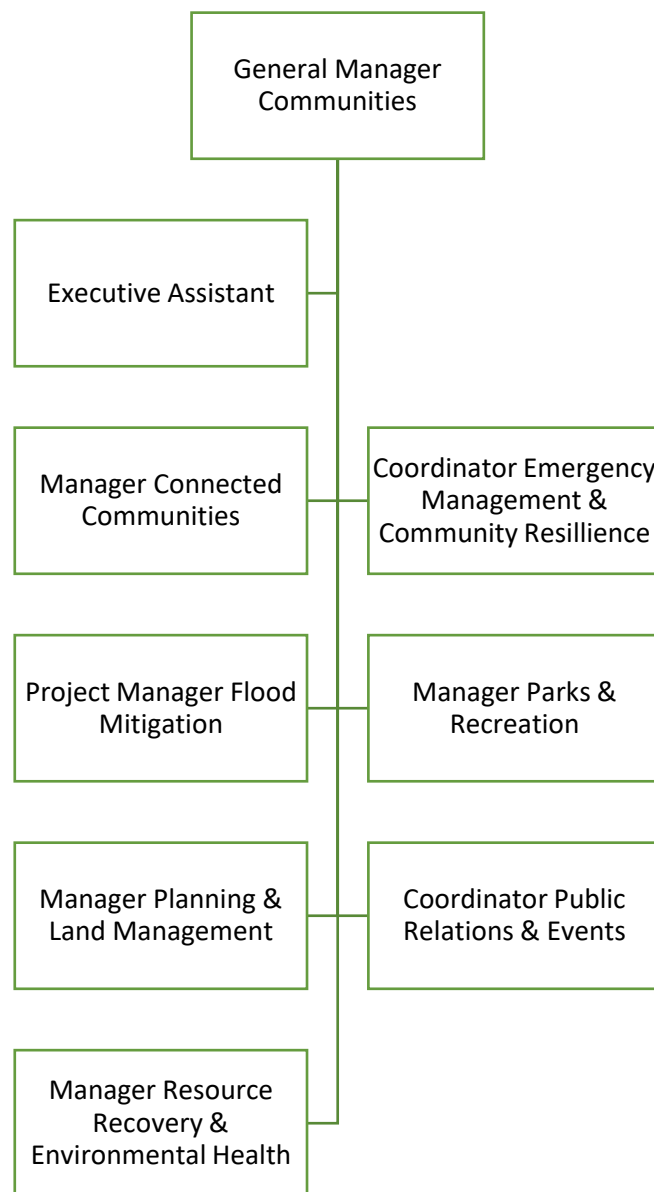 General Manager
Communities
Executive Assistant
Manager Connected
Communities
Coordinator Emergency
Management &
Community Resillience
Project Manager Flood
Mitigation
Manager Parks &
Recreation
Manager Planning &
Land Management
Coordinator Public
Relations & Events
Manager Resource
Recovery &
Environmental Health